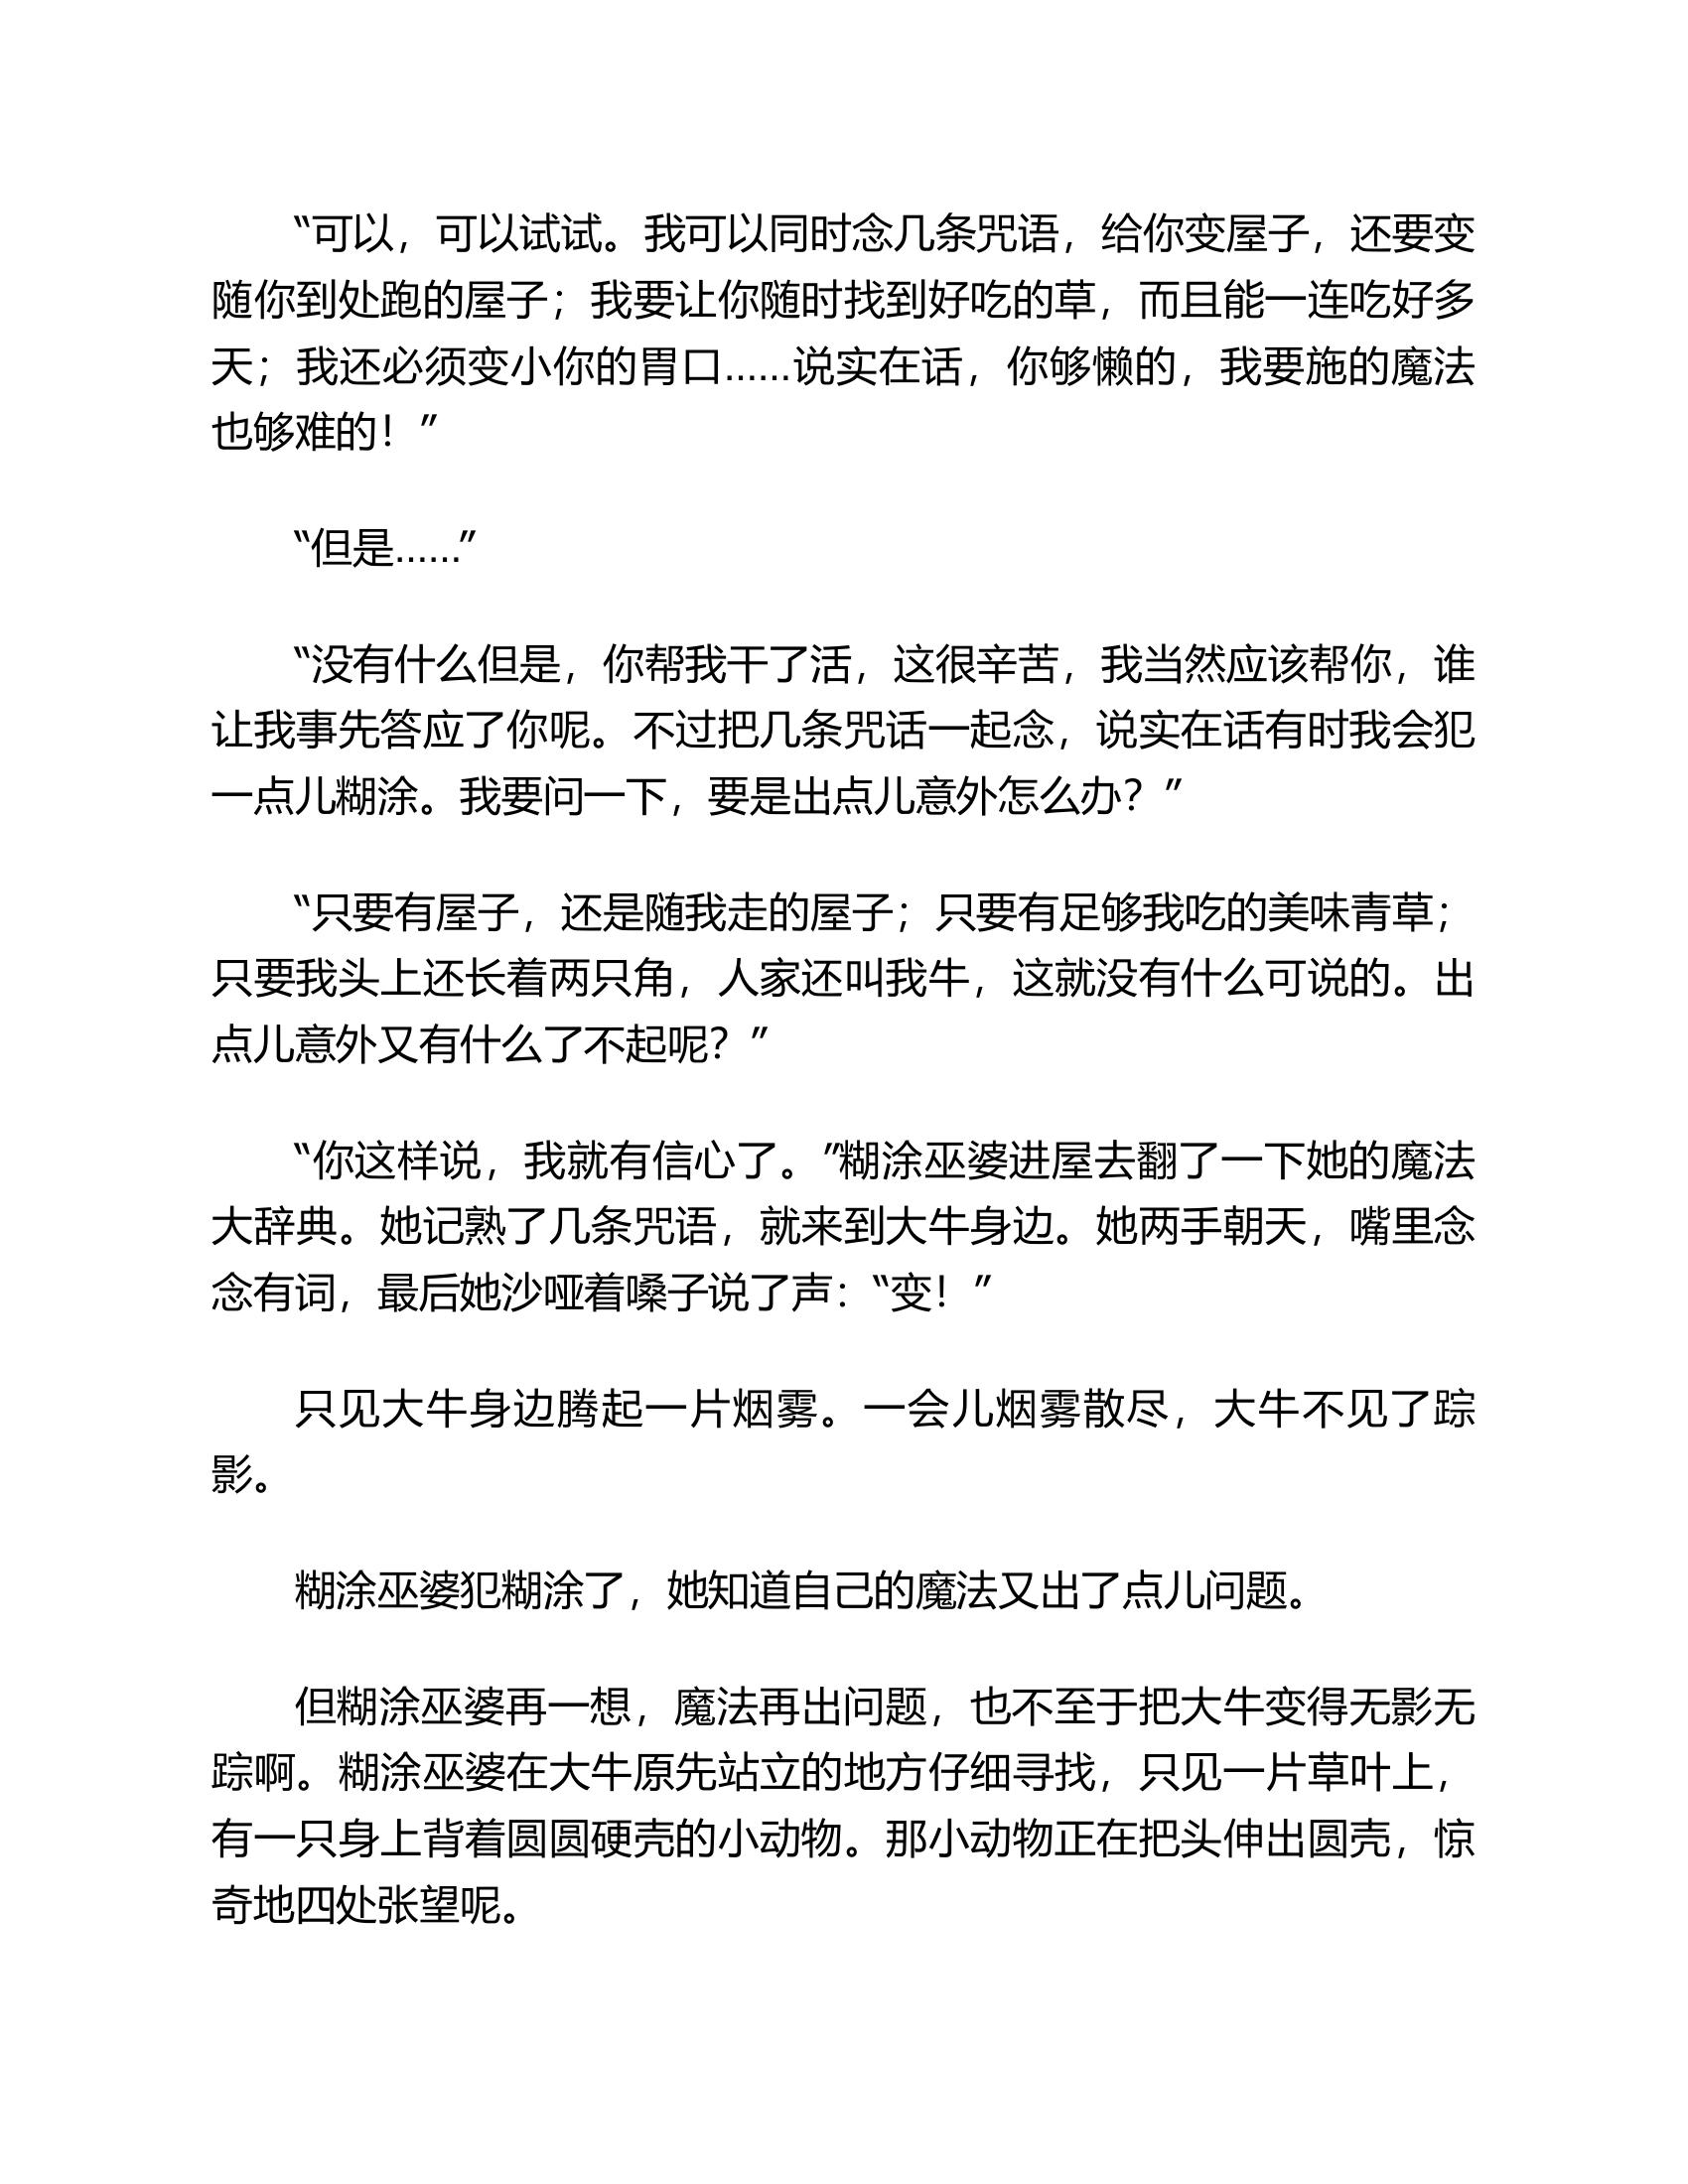 “可以，可以试试。我可以同时念几条咒语，给你变屋子，还要变
随你到处跑的屋子；我要让你随时找到好吃的草，而且能一连吃好多
天；我还必须变小你的胃口……说实在话，你够懒的，我要施的魔法
也够难的！”
“但是……”
“没有什么但是，你帮我干了活，这很辛苦，我当然应该帮你，谁
让我事先答应了你呢。不过把几条咒话一起念，说实在话有时我会犯
一点儿糊涂。我要问一下，要是出点儿意外怎么办？”
“只要有屋子，还是随我走的屋子；只要有足够我吃的美味青草；
只要我头上还长着两只角，人家还叫我牛，这就没有什么可说的。出
点儿意外又有什么了不起呢？”
“你这样说，我就有信心了。”糊涂巫婆进屋去翻了一下她的魔法
大辞典。她记熟了几条咒语，就来到大牛身边。她两手朝天，嘴里念
念有词，最后她沙哑着嗓子说了声：“变！”
只见大牛身边腾起一片烟雾。一会儿烟雾散尽，大牛不见了踪
影。
糊涂巫婆犯糊涂了，她知道自己的魔法又出了点儿问题。
但糊涂巫婆再一想，魔法再出问题，也不至于把大牛变得无影无
踪啊。糊涂巫婆在大牛原先站立的地方仔细寻找，只见一片草叶上，
有一只身上背着圆圆硬壳的小动物。那小动物正在把头伸出圆壳，惊
奇地四处张望呢。